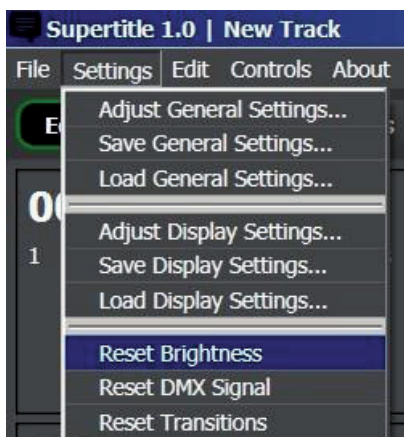 Supertitle 1.0 | New Track
File Settings Edit Controls About
Adjust General Settings...
Save General Settings...
Load General Settings...
Adjust Display Settings...
1
Save Display Settings...
Load Display Settings...
Reset Brightness
Reset DMX Signal
Reset Transitions